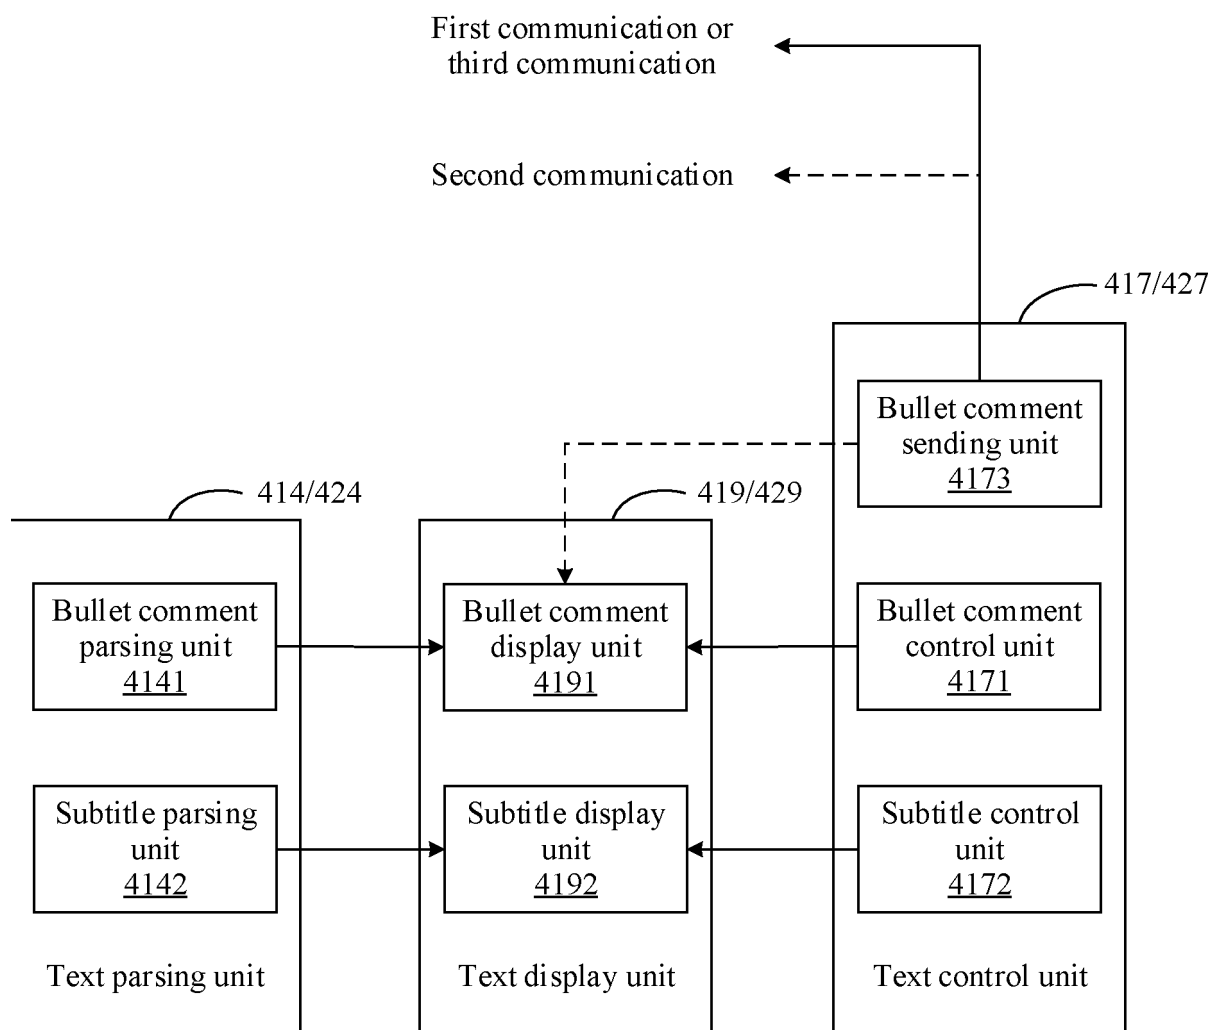 First communication or
third communication
Second communication
417/427
Bullet comment
sending unit
4173
414/424
419/429
Bullet comment
parsing unit
4141
Bullet comment
display unit
4191
Bullet comment
control unit
4171
Subtitle parsing
unit
4142
Subtitle display
unit
4192
Subtitle control
unit
4172
Text parsing unit
Text display unit
Text control unit